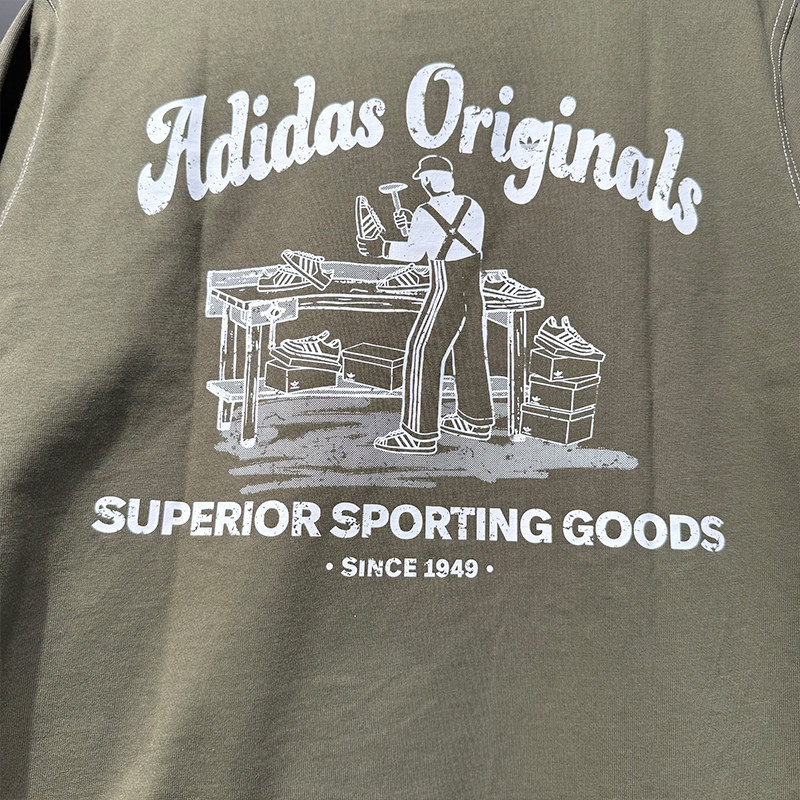 Adidas Originals
SUPERIOR SPORTING GOODS
• SINCE 1949 •